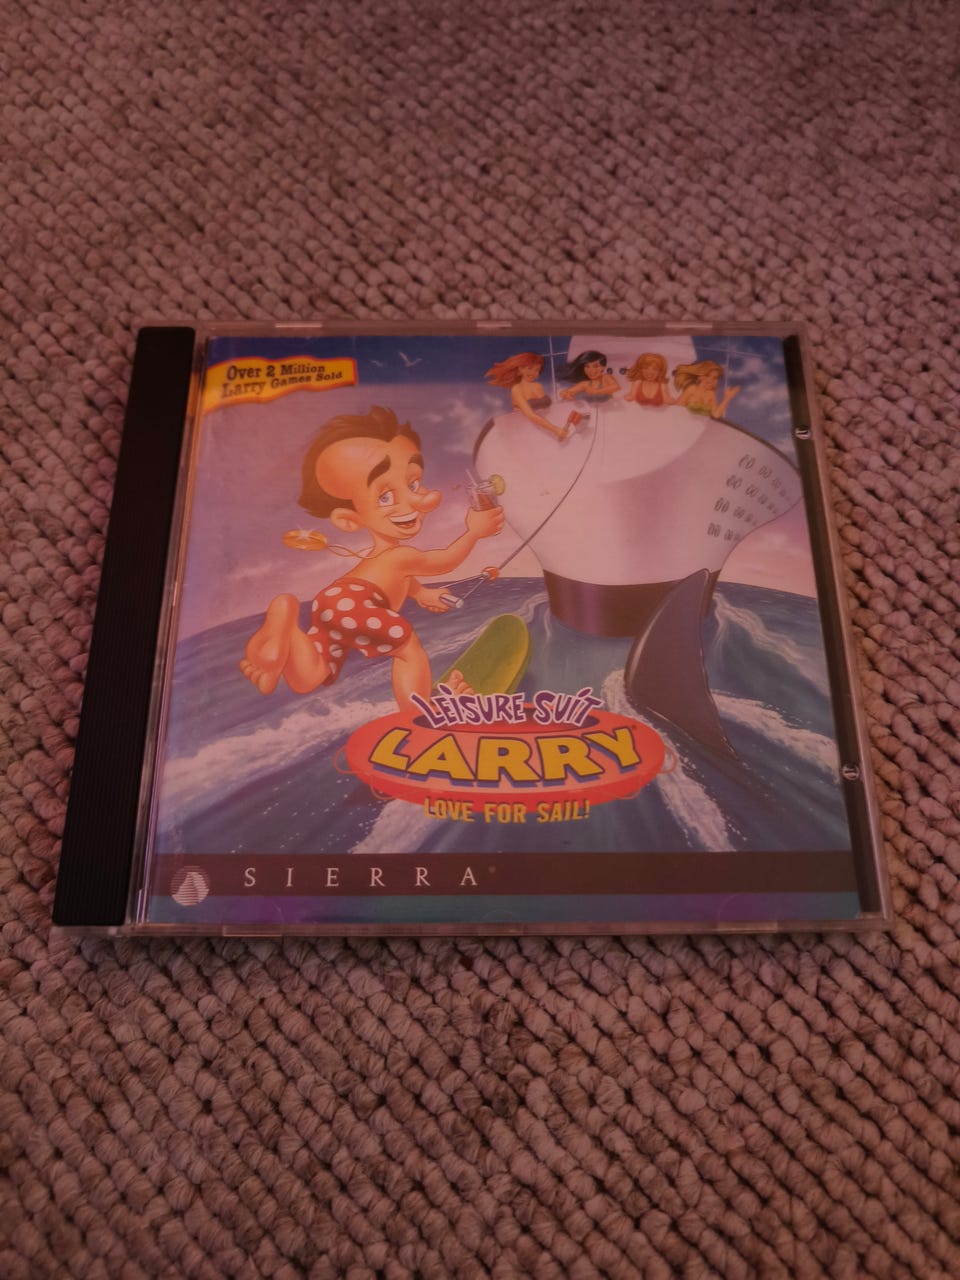 Over 2 Million
Larry Games Sold
LEISURE SUIT
LARRY
LOVE FOR SAIL!
SIERRA